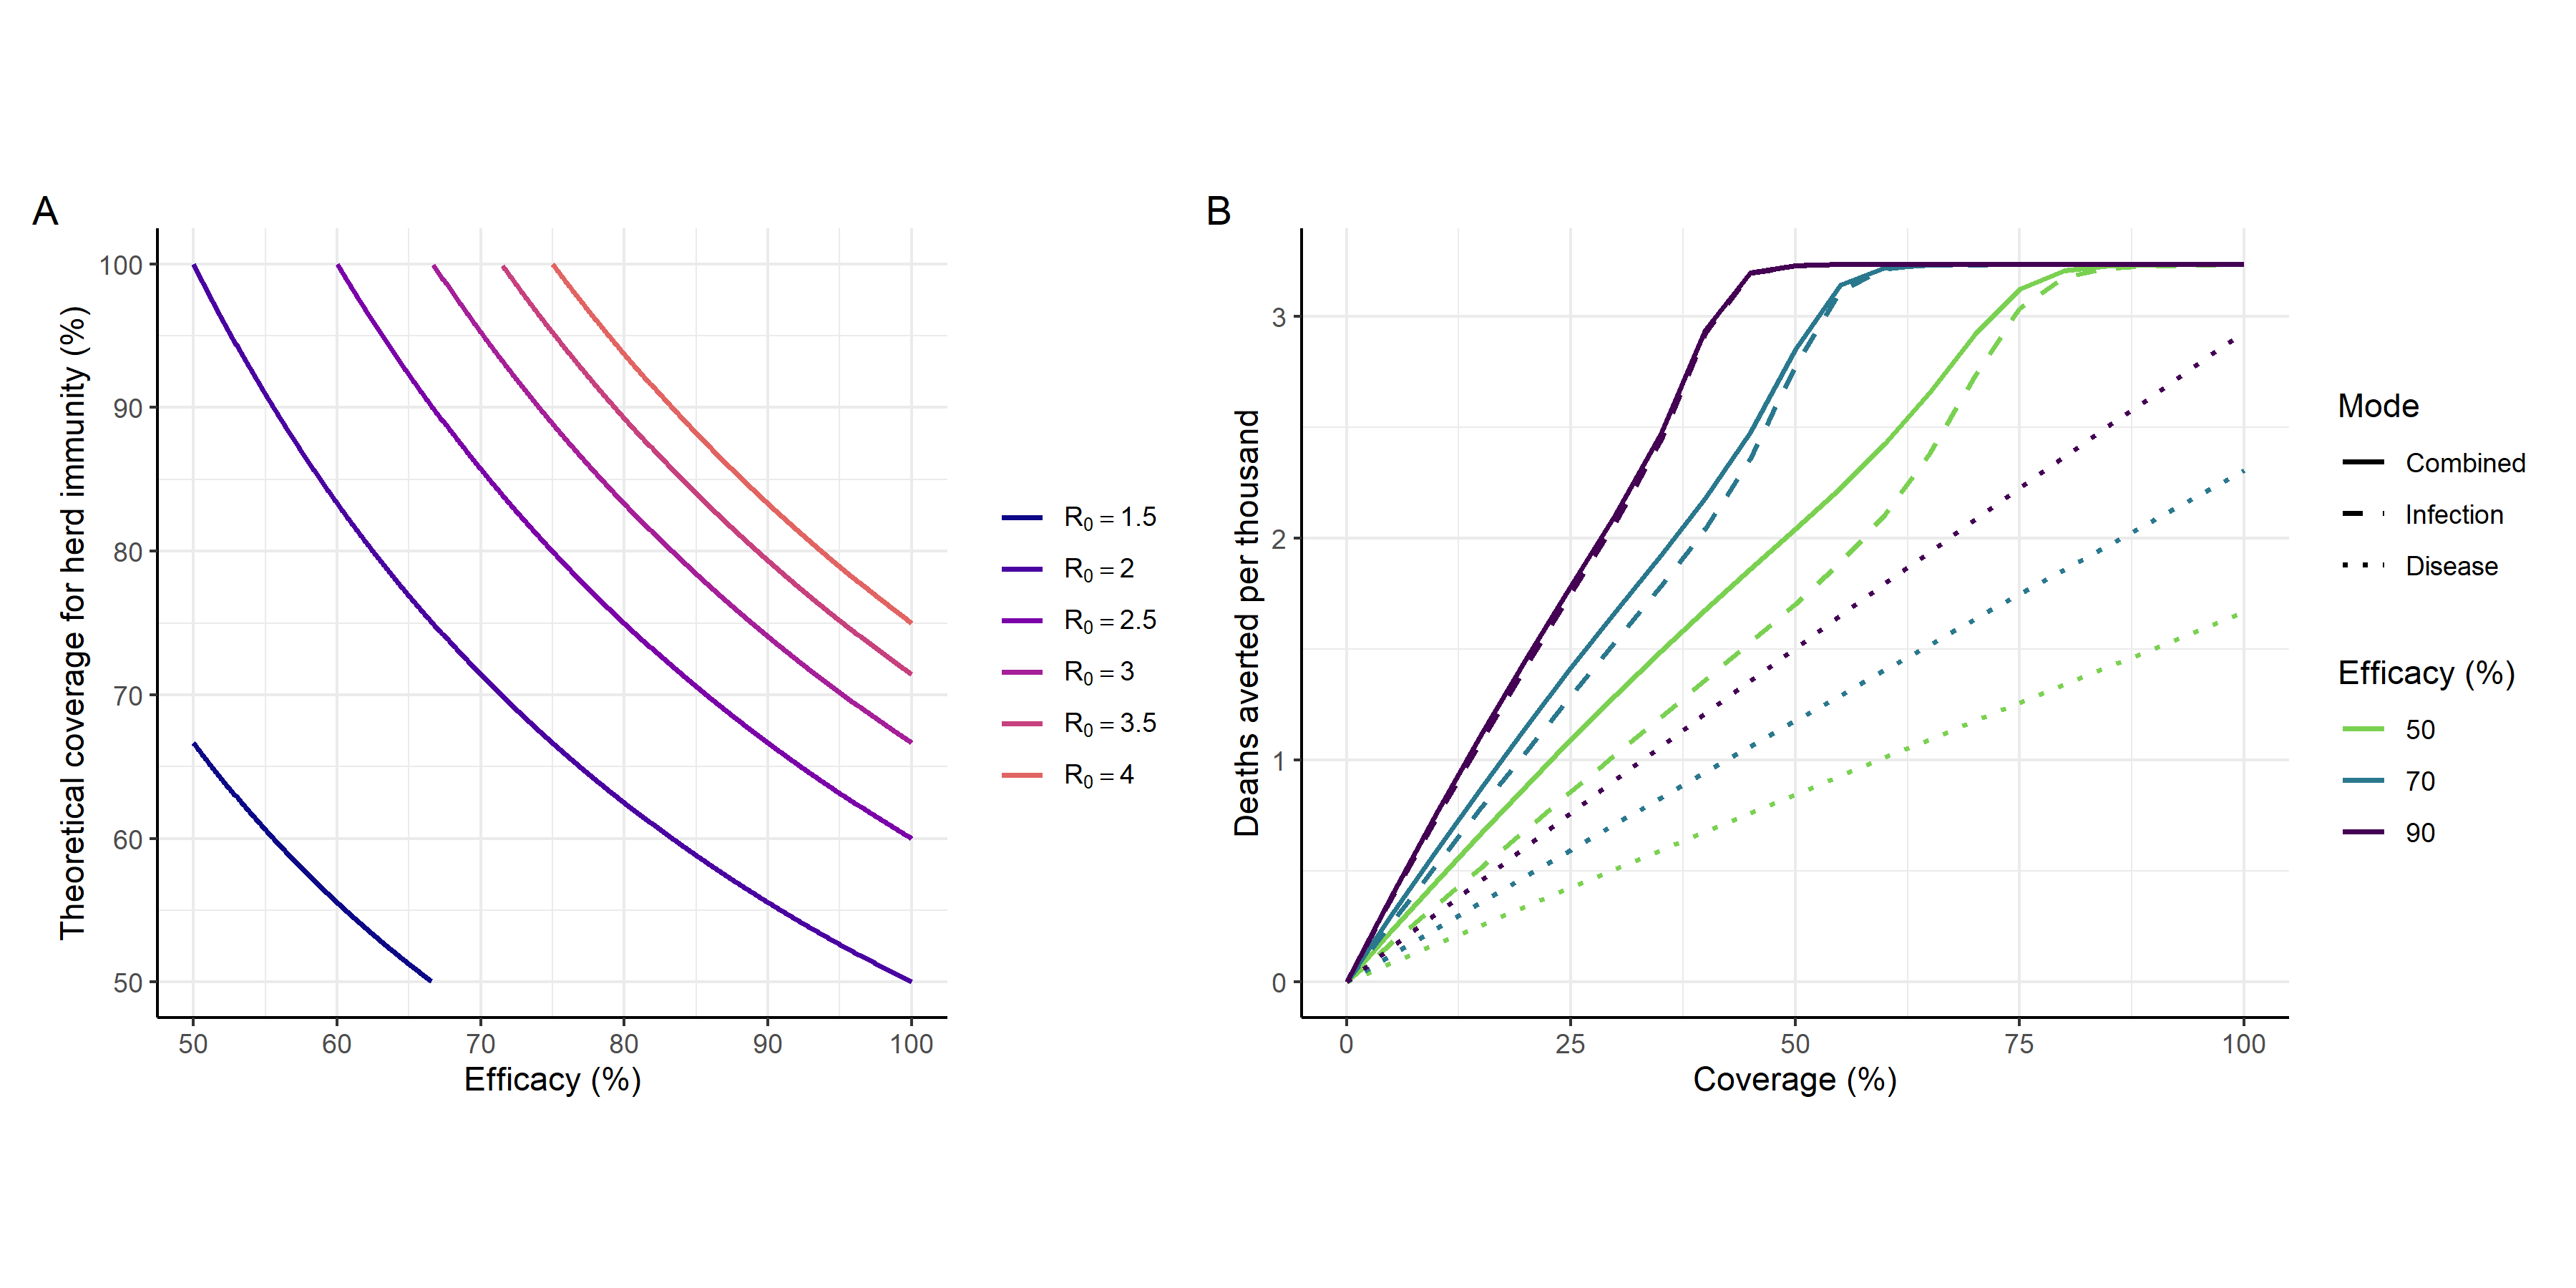 A
Theoretical coverage for herd immunity (%)
100
90
80
70
60
50
50 60 70 80 90 100
Efficacy (%)
R0 = 1.5
R0 = 2
R0 = 2.5
R0 = 3
R0 = 3.5
R0 = 4
B
Deaths averted per thousand
3
2
1
0
0 25 50 75 100
Coverage (%)
Mode
Combined
Infection
Disease
Efficacy (%)
50
70
90